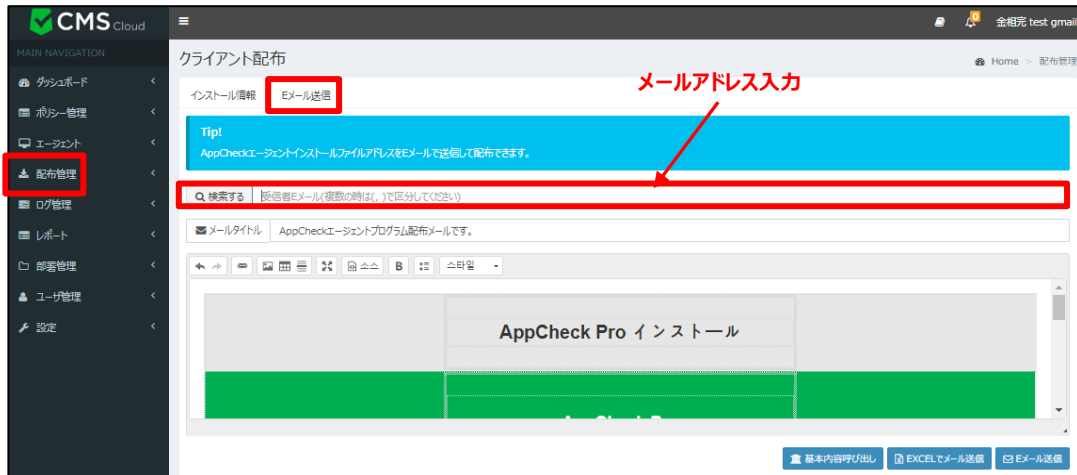 CMS Cloud
金相完 test gmail
MAIN NAVIGATION
ダッシュボード
ポリシー管理
エージェント
配布管理
ログ管理
レポート
部署管理
ユーザ管理
設定
クライアント配布
Home > 配布管理
インストール情報 Eメール送信
メールアドレス入力
Tip!
AppCheckエージェントインストールファイルアドレスをEメールで送信して配布できます。
検索する 受信者Eメール(複数の時は(, )で区分してください)
メールタイトル AppCheckエージェントプログラム配布メールです。
소스 B 스타일
AppCheck Pro インストール
基本内容呼び出し EXCELでメール送信 Eメール送信